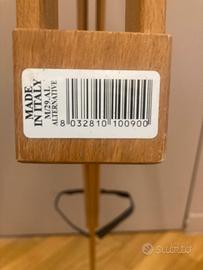 MADE
IN ITALY
M/29. AL.
ALTERNATIVE
8 032810 100900
Subito